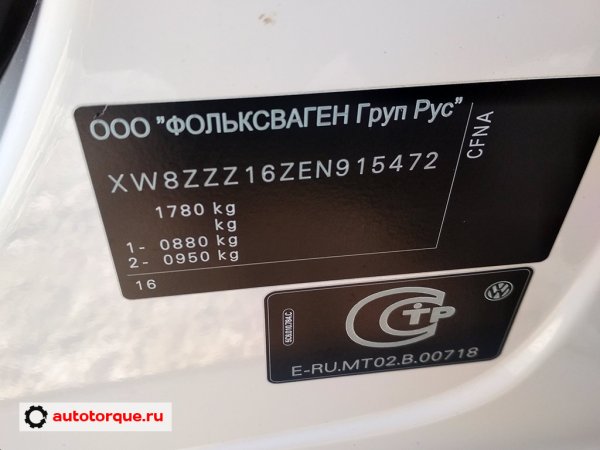 ООО "ФОЛЬКСВАГЕН Груп Рус"
CFNA
XW8ZZZ16ZEN915472
1780 kg
kg
1- 0880 kg
2- 0950 kg
16
СТР
E-RU.MT02.B.00718
autotorque.ru